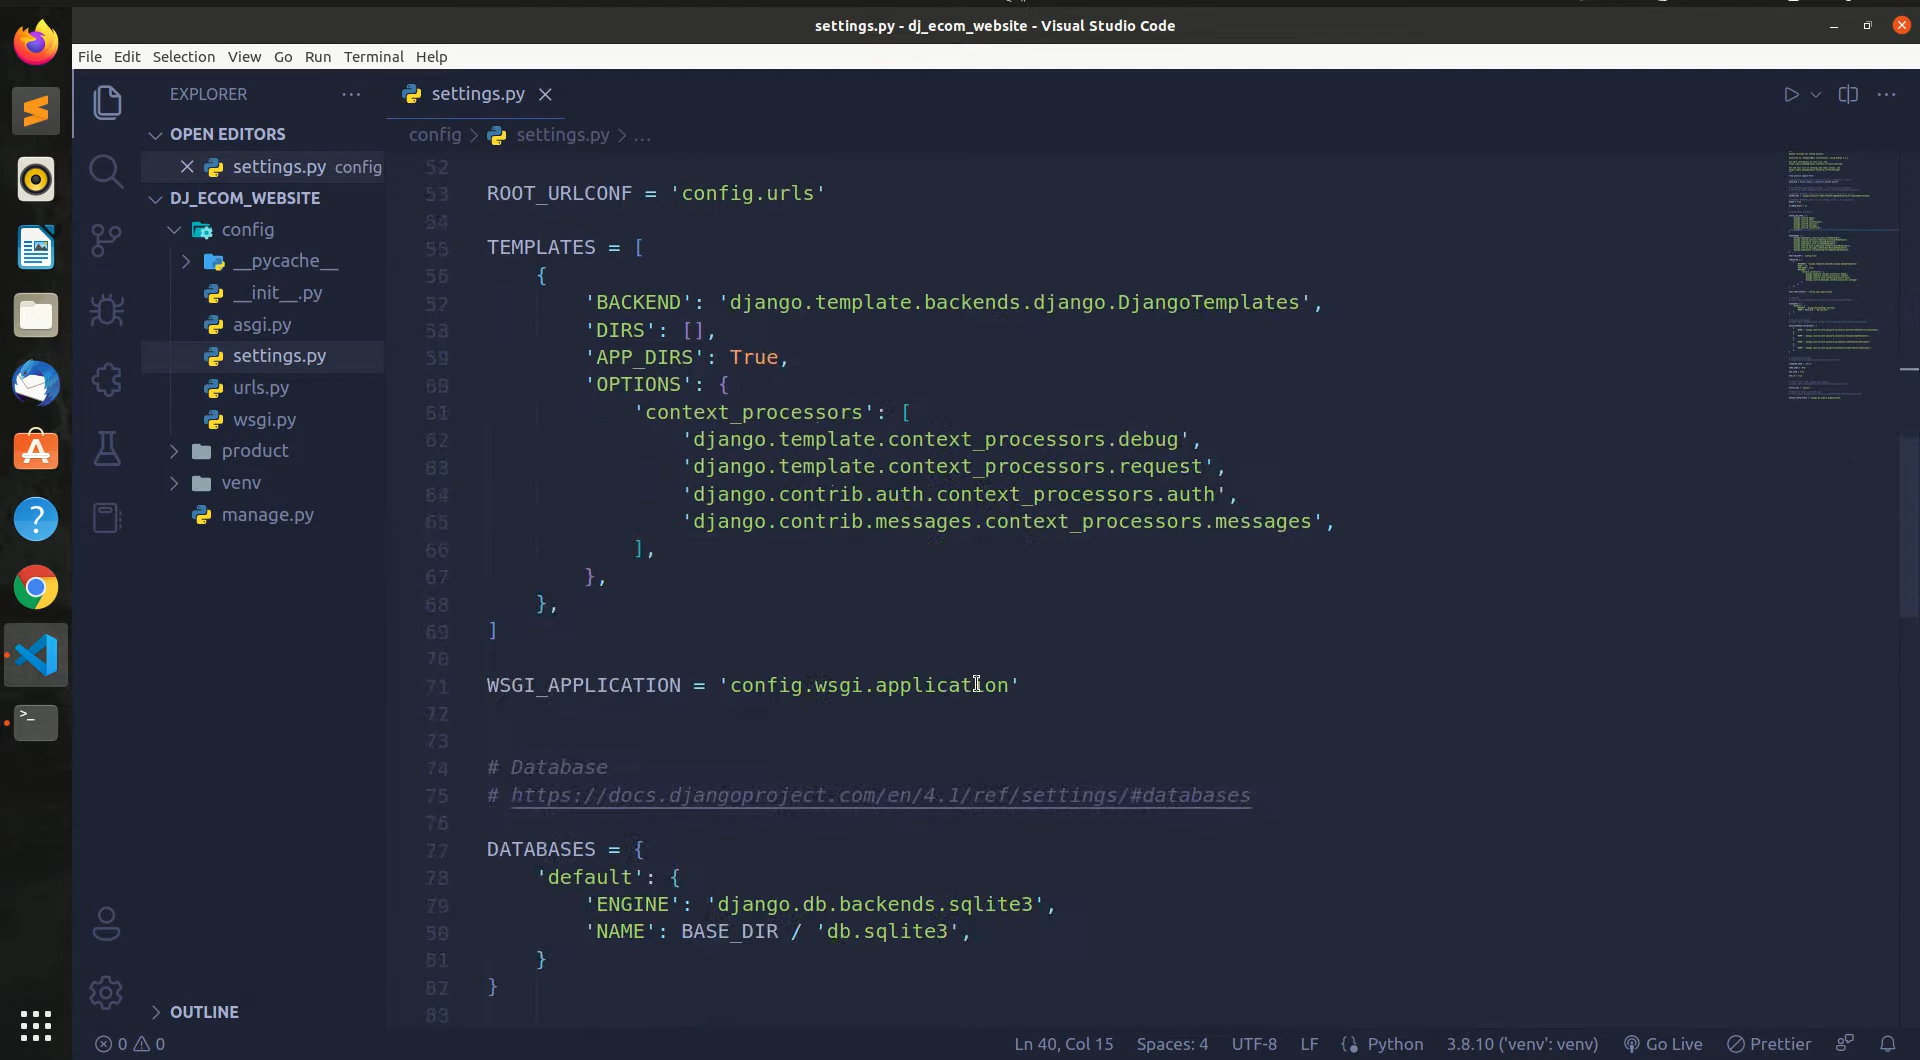 settings.py - dj_ecom_website - Visual Studio Code
File Edit Selection View Go Run Terminal Help
EXPLORER
settings.py
OPEN EDITORS
settings.py config
DJ_ECOM_WEBSITE
config
__pycache__
__init__.py
asgi.py
settings.py
urls.py
wsgi.py
product
venv
manage.py
OUTLINE
config > settings.py > ...
52
53 ROOT_URLCONF = 'config.urls'
54
55 TEMPLATES = [
56 {
57 'BACKEND': 'django.template.backends.django.DjangoTemplates',
58 'DIRS': [],
59 'APP_DIRS': True,
60 'OPTIONS': {
61 'context_processors': [
62 'django.template.context_processors.debug',
63 'django.template.context_processors.request',
64 'django.contrib.auth.context_processors.auth',
65 'django.contrib.messages.context_processors.messages',
66 ],
67 },
68 },
69 ]
70
71 WSGI_APPLICATION = 'config.wsgi.application'
72
73
74 # Database
75 # https://docs.djangoproject.com/en/4.1/ref/settings/#databases
76
77 DATABASES = {
78 'default': {
79 'ENGINE': 'django.db.backends.sqlite3',
80 'NAME': BASE_DIR / 'db.sqlite3',
81 }
82 }
83
0 0 Ln 40, Col 15 Spaces: 4 UTF-8 LF Python 3.8.10 ('venv': venv) Go Live Prettier